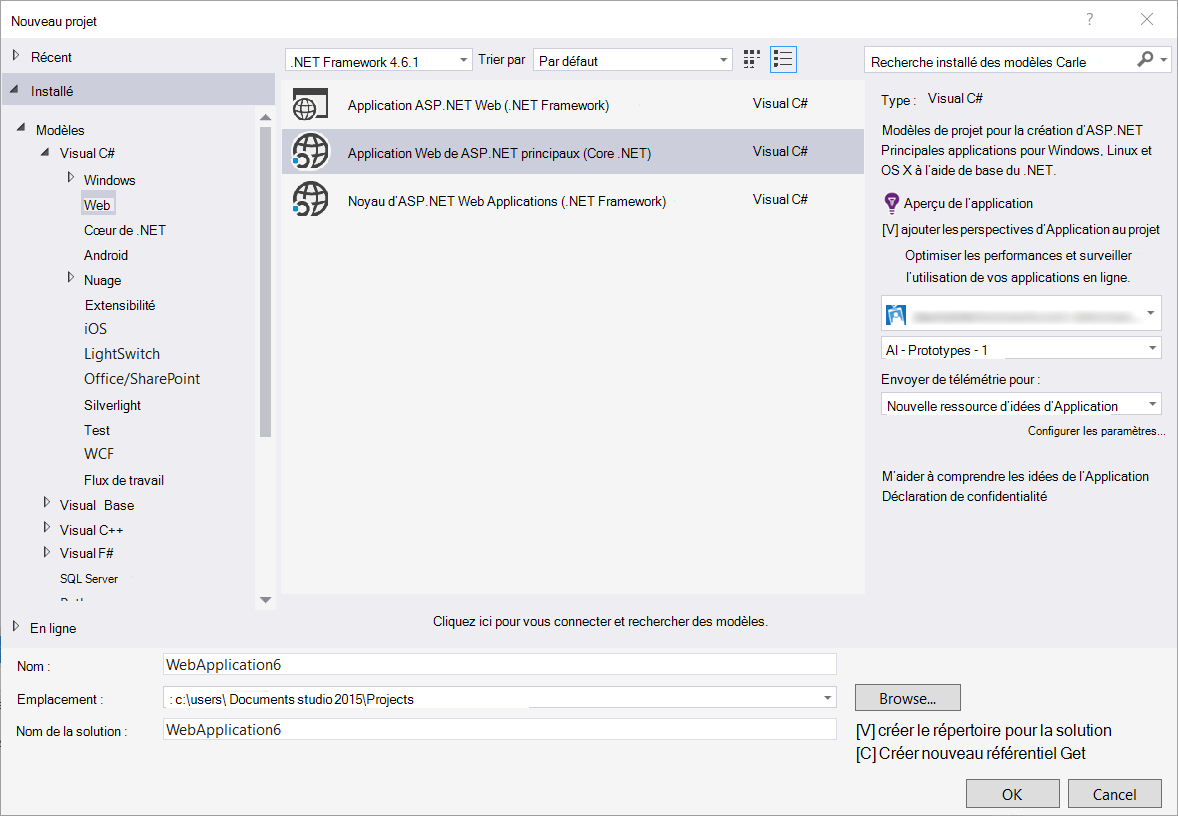 Nouveau projet
Récent
Installé
Modèles
Visual C#
Windows
Web
Cœur de .NET
Android
Nuage
Extensibilité
iOS
LightSwitch
Office/SharePoint
Silverlight
Test
WCF
Flux de travail
Visual Base
Visual C++
Visual F#
SQL Server
En ligne
.NET Framework 4.6.1
Trier par
Par défaut
Application ASP.NET Web (.NET Framework)
Visual C#
Application Web de ASP.NET principaux (Core .NET)
Visual C#
Noyau d'ASP.NET Web Applications (.NET Framework)
Visual C#
Cliquez ici pour vous connecter et rechercher des modèles.
Recherche installé des modèles Carle
Type : Visual C#
Modèles de projet pour la création d'ASP.NET
Principales applications pour Windows, Linux et
OS X à l'aide de base du .NET.
Aperçu de l'application
[V] ajouter les perspectives d'Application au projet
Optimiser les performances et surveiller
l'utilisation de vos applications en ligne.
AI - Prototypes - 1
Envoyer de télémétrie pour :
Nouvelle ressource d'idées d'Application
Configurer les paramètres...
M'aider à comprendre les idées de l'Application
Déclaration de confidentialité
Nom :
WebApplication6
Emplacement :
: c:\users\ Documents studio 2015\Projects
Browse...
Nom de la solution :
WebApplication6
[V] créer le répertoire pour la solution
[C] Créer nouveau référentiel Get
OK
Cancel